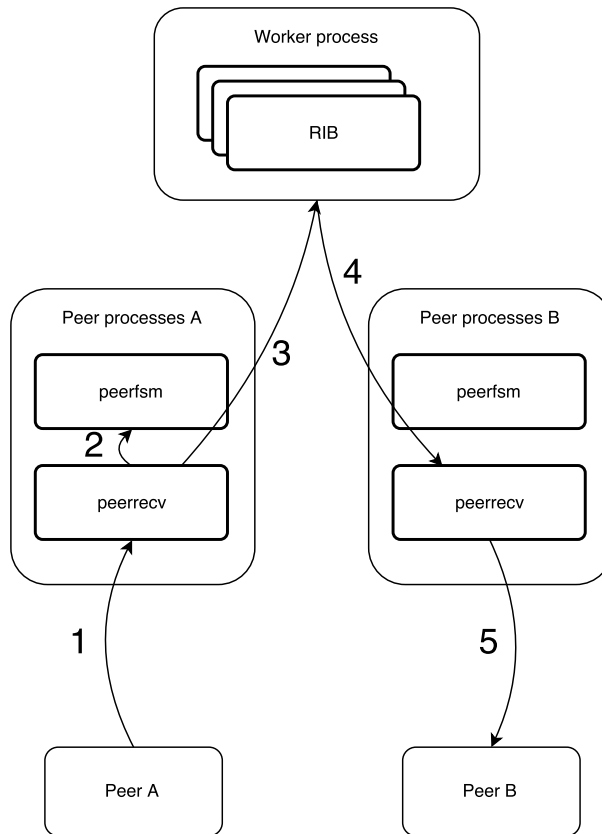 Worker process
RIB
4
Peer processes A
Peer processes B
3
peerfsm
peerfsm
2
peerrecv
peerrecv
1
5
Peer A
Peer B